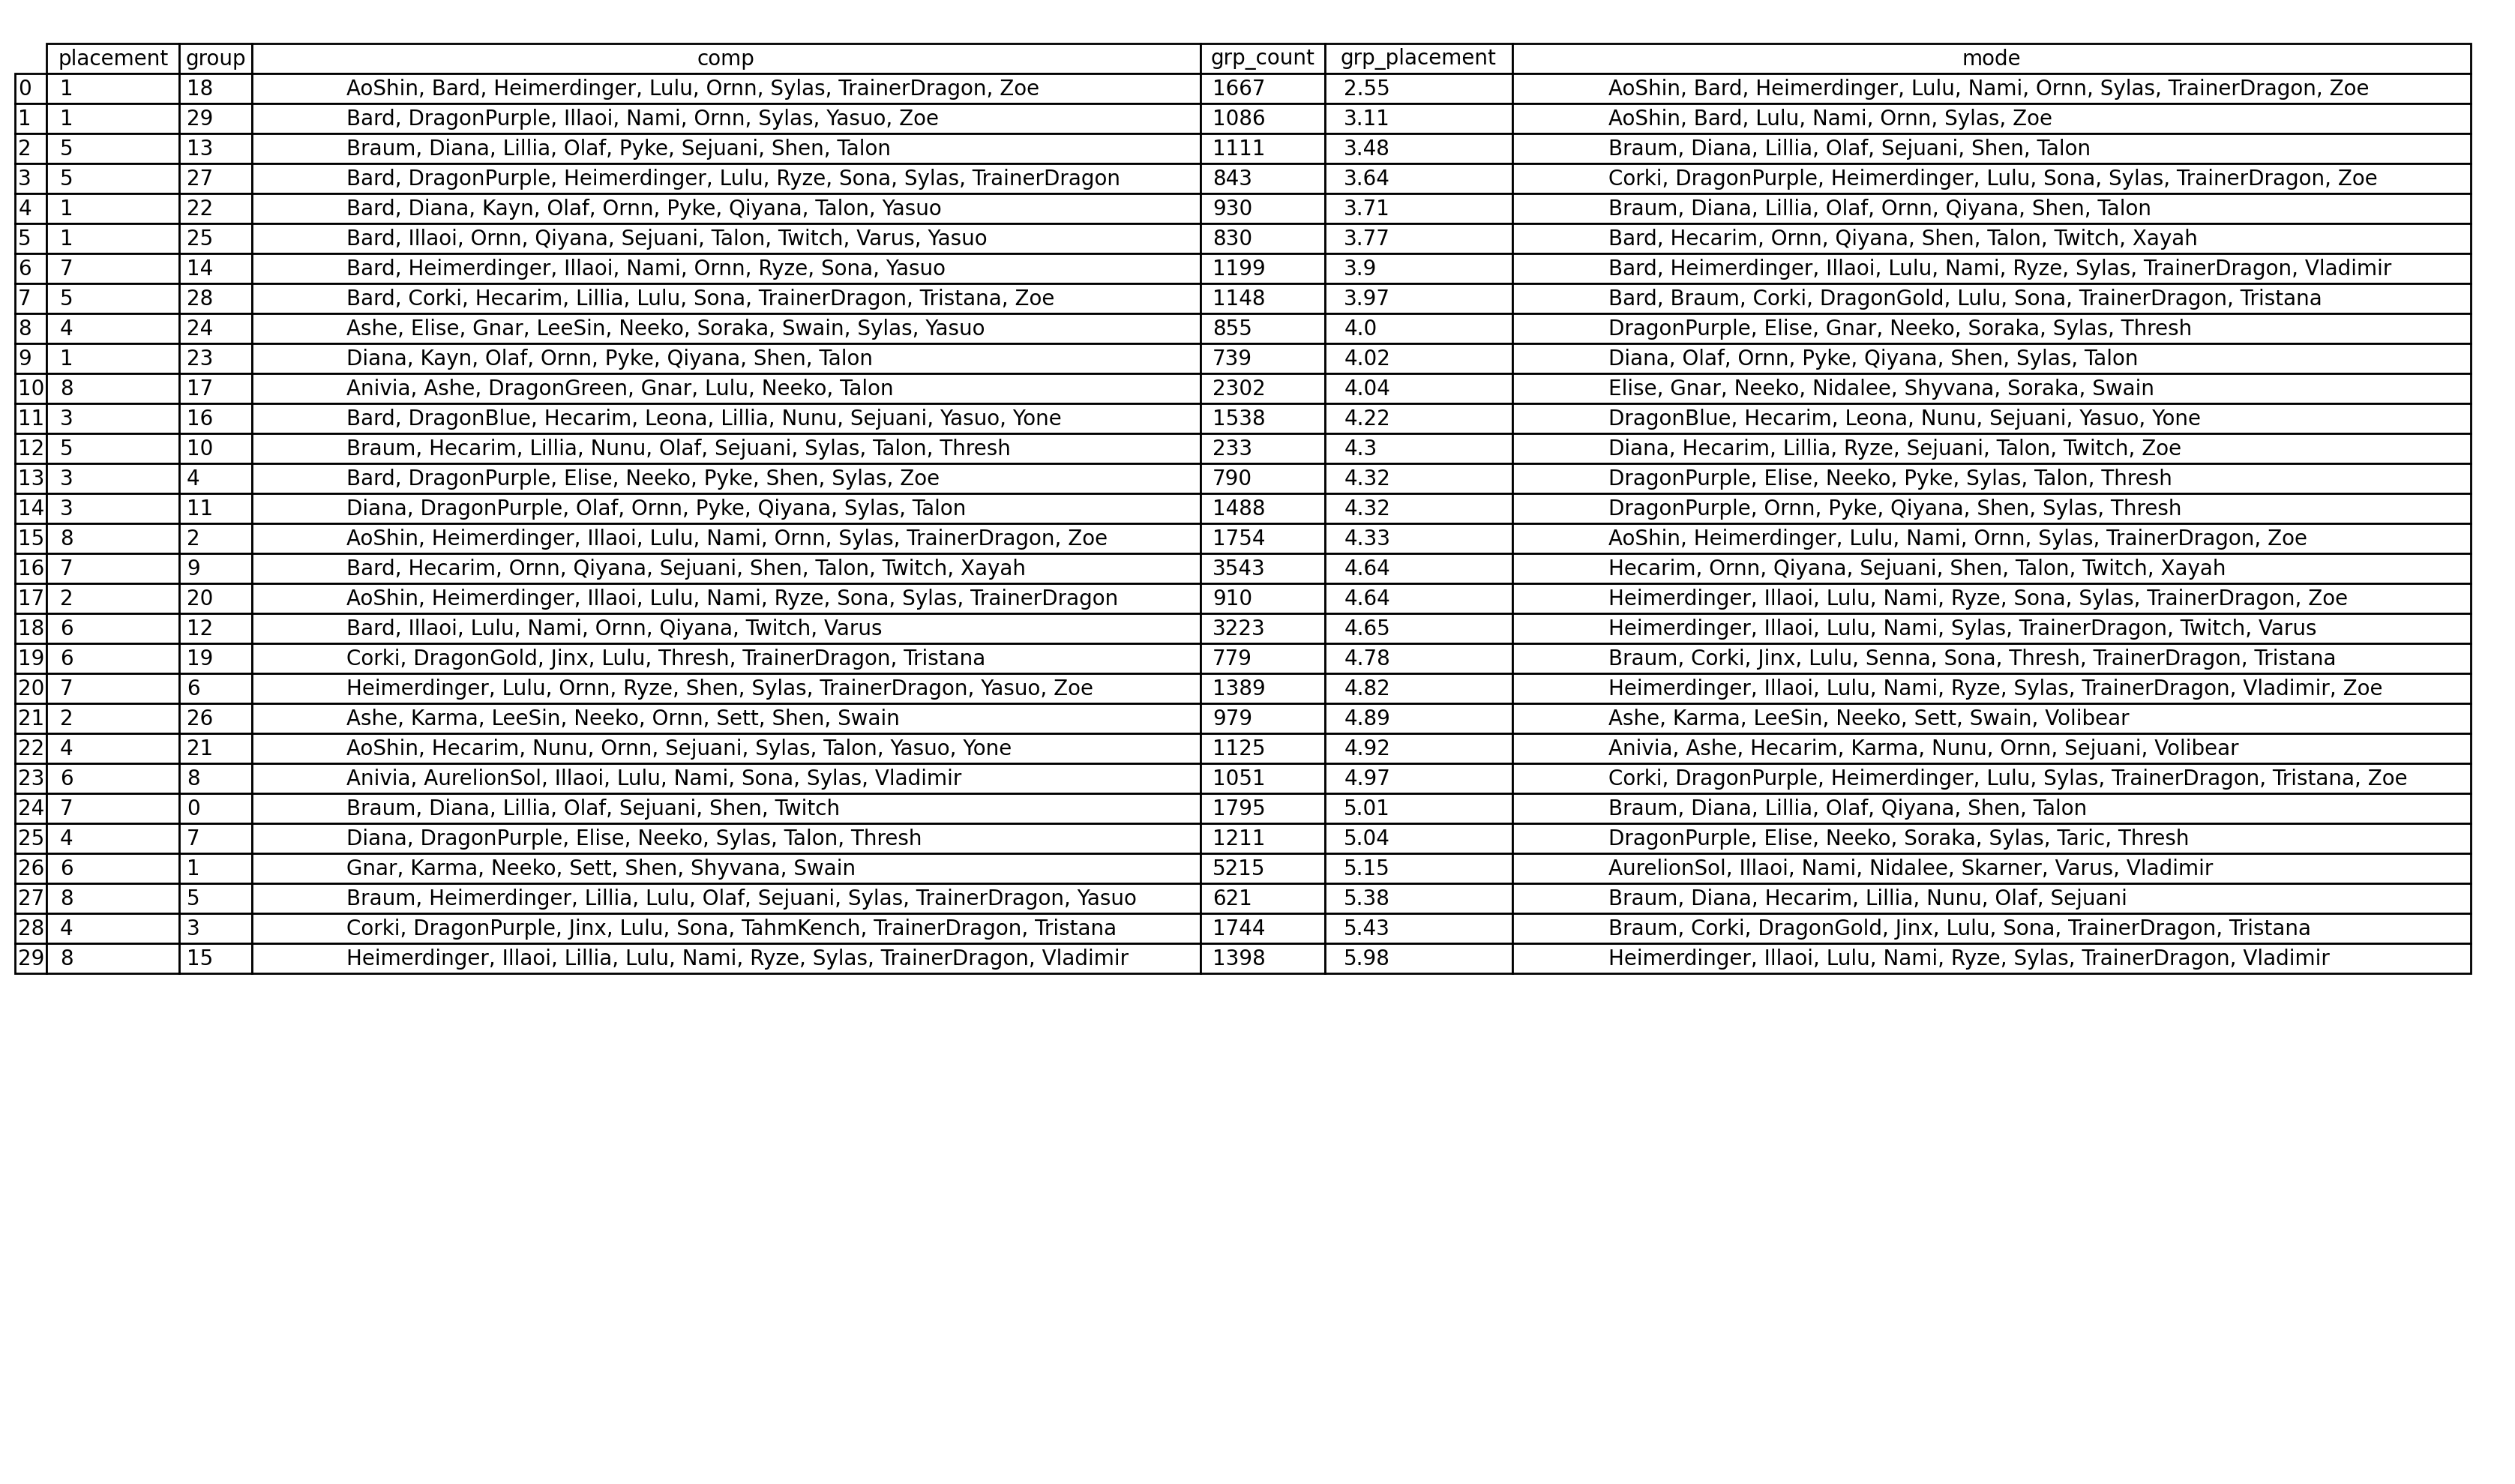 placement group comp grp_count grp_placement mode
0 1 18 AoShin, Bard, Heimerdinger, Lulu, Ornn, Sylas, TrainerDragon, Zoe 1667 2.55 AoShin, Bard, Heimerdinger, Lulu, Nami, Ornn, Sylas, TrainerDragon, Zoe
1 1 29 Bard, DragonPurple, Illaoi, Nami, Ornn, Sylas, Yasuo, Zoe 1086 3.11 AoShin, Bard, Lulu, Nami, Ornn, Sylas, Zoe
2 5 13 Braum, Diana, Lillia, Olaf, Pyke, Sejuani, Shen, Talon 1111 3.48 Braum, Diana, Lillia, Olaf, Sejuani, Shen, Talon
3 5 27 Bard, DragonPurple, Heimerdinger, Lulu, Ryze, Sona, Sylas, TrainerDragon 843 3.64 Corki, DragonPurple, Heimerdinger, Lulu, Sona, Sylas, TrainerDragon, Zoe
4 1 22 Bard, Diana, Kayn, Olaf, Ornn, Pyke, Qiyana, Talon, Yasuo 930 3.71 Braum, Diana, Lillia, Olaf, Ornn, Qiyana, Shen, Talon
5 1 25 Bard, Illaoi, Ornn, Qiyana, Sejuani, Talon, Twitch, Varus, Yasuo 830 3.77 Bard, Hecarim, Ornn, Qiyana, Shen, Talon, Twitch, Xayah
6 7 14 Bard, Heimerdinger, Illaoi, Nami, Ornn, Ryze, Sona, Yasuo 1199 3.9 Bard, Heimerdinger, Illaoi, Lulu, Nami, Ryze, Sylas, TrainerDragon, Vladimir
7 5 28 Bard, Corki, Hecarim, Lillia, Lulu, Sona, TrainerDragon, Tristana, Zoe 1148 3.97 Bard, Braum, Corki, DragonGold, Lulu, Sona, TrainerDragon, Tristana
8 4 24 Ashe, Elise, Gnar, LeeSin, Neeko, Soraka, Swain, Sylas, Yasuo 855 4.0 DragonPurple, Elise, Gnar, Neeko, Soraka, Sylas, Thresh
9 1 23 Diana, Kayn, Olaf, Ornn, Pyke, Qiyana, Shen, Talon 739 4.02 Diana, Olaf, Ornn, Pyke, Qiyana, Shen, Sylas, Talon
10 8 17 Anivia, Ashe, DragonGreen, Gnar, Lulu, Neeko, Talon 2302 4.04 Elise, Gnar, Neeko, Nidalee, Shyvana, Soraka, Swain
11 3 16 Bard, DragonBlue, Hecarim, Leona, Lillia, Nunu, Sejuani, Yasuo, Yone 1538 4.22 DragonBlue, Hecarim, Leona, Nunu, Sejuani, Yasuo, Yone
12 5 10 Braum, Hecarim, Lillia, Nunu, Olaf, Sejuani, Sylas, Talon, Thresh 233 4.3 Diana, Hecarim, Lillia, Ryze, Sejuani, Talon, Twitch, Zoe
13 3 4 Bard, DragonPurple, Elise, Neeko, Pyke, Shen, Sylas, Zoe 790 4.32 DragonPurple, Elise, Neeko, Pyke, Sylas, Talon, Thresh
14 3 11 Diana, DragonPurple, Olaf, Ornn, Pyke, Qiyana, Sylas, Talon 1488 4.32 DragonPurple, Ornn, Pyke, Qiyana, Shen, Sylas, Thresh
15 8 2 AoShin, Heimerdinger, Illaoi, Lulu, Nami, Ornn, Sylas, TrainerDragon, Zoe 1754 4.33 AoShin, Heimerdinger, Lulu, Nami, Ornn, Sylas, TrainerDragon, Zoe
16 7 9 Bard, Hecarim, Ornn, Qiyana, Sejuani, Shen, Talon, Twitch, Xayah 3543 4.64 Hecarim, Ornn, Qiyana, Sejuani, Shen, Talon, Twitch, Xayah
17 2 20 AoShin, Heimerdinger, Illaoi, Lulu, Nami, Ryze, Sona, Sylas, TrainerDragon 910 4.64 Heimerdinger, Illaoi, Lulu, Nami, Ryze, Sona, Sylas, TrainerDragon, Zoe
18 6 12 Bard, Illaoi, Lulu, Nami, Ornn, Qiyana, Twitch, Varus 3223 4.65 Heimerdinger, Illaoi, Lulu, Nami, Sylas, TrainerDragon, Twitch, Varus
19 6 19 Corki, DragonGold, Jinx, Lulu, Thresh, TrainerDragon, Tristana 779 4.78 Braum, Corki, Jinx, Lulu, Senna, Sona, Thresh, TrainerDragon, Tristana
20 7 6 Heimerdinger, Lulu, Ornn, Ryze, Shen, Sylas, TrainerDragon, Yasuo, Zoe 1389 4.82 Heimerdinger, Illaoi, Lulu, Nami, Ryze, Sylas, TrainerDragon, Vladimir, Zoe
21 2 26 Ashe, Karma, LeeSin, Neeko, Ornn, Sett, Shen, Swain 979 4.89 Ashe, Karma, LeeSin, Neeko, Sett, Swain, Volibear
22 4 21 AoShin, Hecarim, Nunu, Ornn, Sejuani, Sylas, Talon, Yasuo, Yone 1125 4.92 Anivia, Ashe, Hecarim, Karma, Nunu, Ornn, Sejuani, Volibear
23 6 8 Anivia, AurelionSol, Illaoi, Lulu, Nami, Sona, Sylas, Vladimir 1051 4.97 Corki, DragonPurple, Heimerdinger, Lulu, Sylas, TrainerDragon, Tristana, Zoe
24 7 0 Braum, Diana, Lillia, Olaf, Sejuani, Shen, Twitch 1795 5.01 Braum, Diana, Lillia, Olaf, Qiyana, Shen, Talon
25 4 7 Diana, DragonPurple, Elise, Neeko, Sylas, Talon, Thresh 1211 5.04 DragonPurple, Elise, Neeko, Soraka, Sylas, Taric, Thresh
26 6 1 Gnar, Karma, Neeko, Sett, Shen, Shyvana, Swain 5215 5.15 AurelionSol, Illaoi, Nami, Nidalee, Skarner, Varus, Vladimir
27 8 5 Braum, Heimerdinger, Lillia, Lulu, Olaf, Sejuani, Sylas, TrainerDragon, Yasuo 621 5.38 Braum, Diana, Hecarim, Lillia, Nunu, Olaf, Sejuani
28 4 3 Corki, DragonPurple, Jinx, Lulu, Sona, TahmKench, TrainerDragon, Tristana 1744 5.43 Braum, Corki, DragonGold, Jinx, Lulu, Sona, TrainerDragon, Tristana
29 8 15 Heimerdinger, Illaoi, Lillia, Lulu, Nami, Ryze, Sylas, TrainerDragon, Vladimir 1398 5.98 Heimerdinger, Illaoi, Lulu, Nami, Ryze, Sylas, TrainerDragon, Vladimir